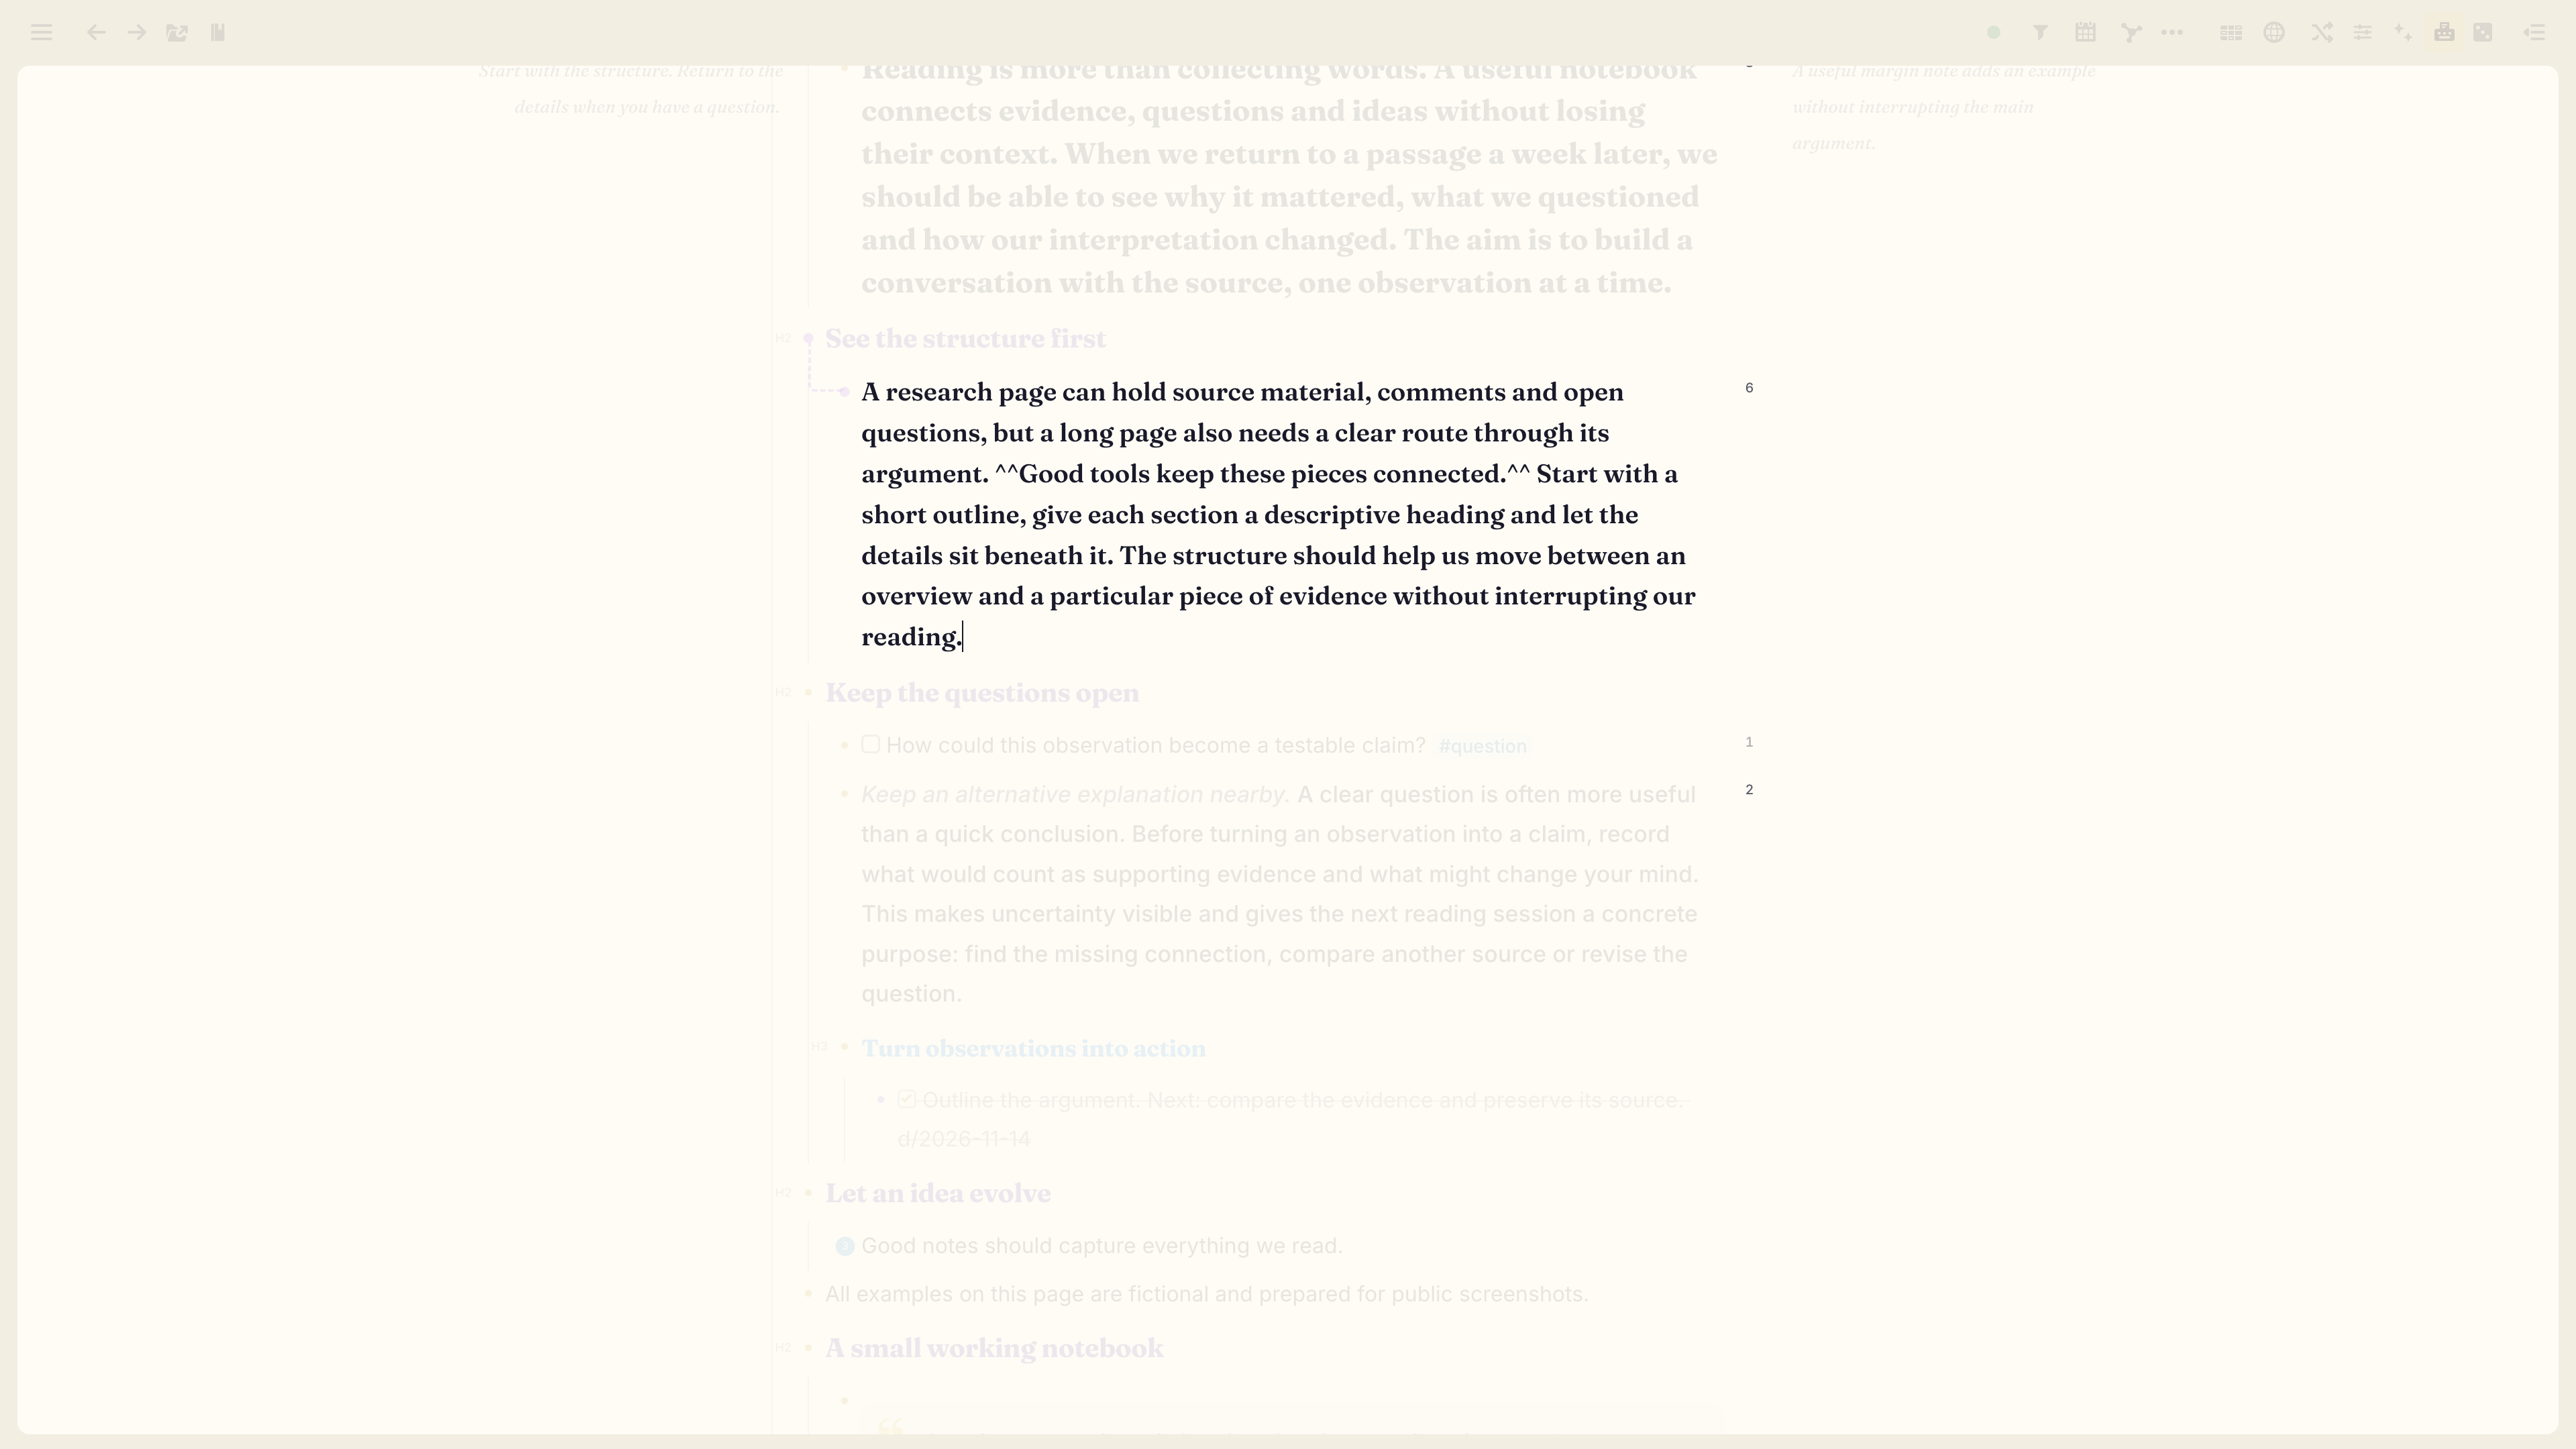 Start with the structure. Return to the
details when you have a question.
Reading is more than collecting words. A useful notebook
connects evidence, questions and ideas without losing
their context. When we return to a passage a week later, we
should be able to see why it mattered, what we questioned
and how our interpretation changed. The aim is to build a
conversation with the source, one observation at a time.
A useful margin note adds an example
without interrupting the main
argument.
H2 See the structure first
A research page can hold source material, comments and open 6
questions, but a long page also needs a clear route through its
argument. ^^Good tools keep these pieces connected.^^ Start with a
short outline, give each section a descriptive heading and let the
details sit beneath it. The structure should help us move between an
overview and a particular piece of evidence without interrupting our
reading.
H2 Keep the questions open
How could this observation become a testable claim? #question 1
Keep an alternative explanation nearby. A clear question is often more useful 2
than a quick conclusion. Before turning an observation into a claim, record
what would count as supporting evidence and what might change your mind.
This makes uncertainty visible and gives the next reading session a concrete
purpose: find the missing connection, compare another source or revise the
question.
H3 Turn observations into action
Outline the argument. Next: compare the evidence and preserve its source.
d/2026-11-14
H2 Let an idea evolve
Good notes should capture everything we read.
All examples on this page are fictional and prepared for public screenshots.
H2 A small working notebook